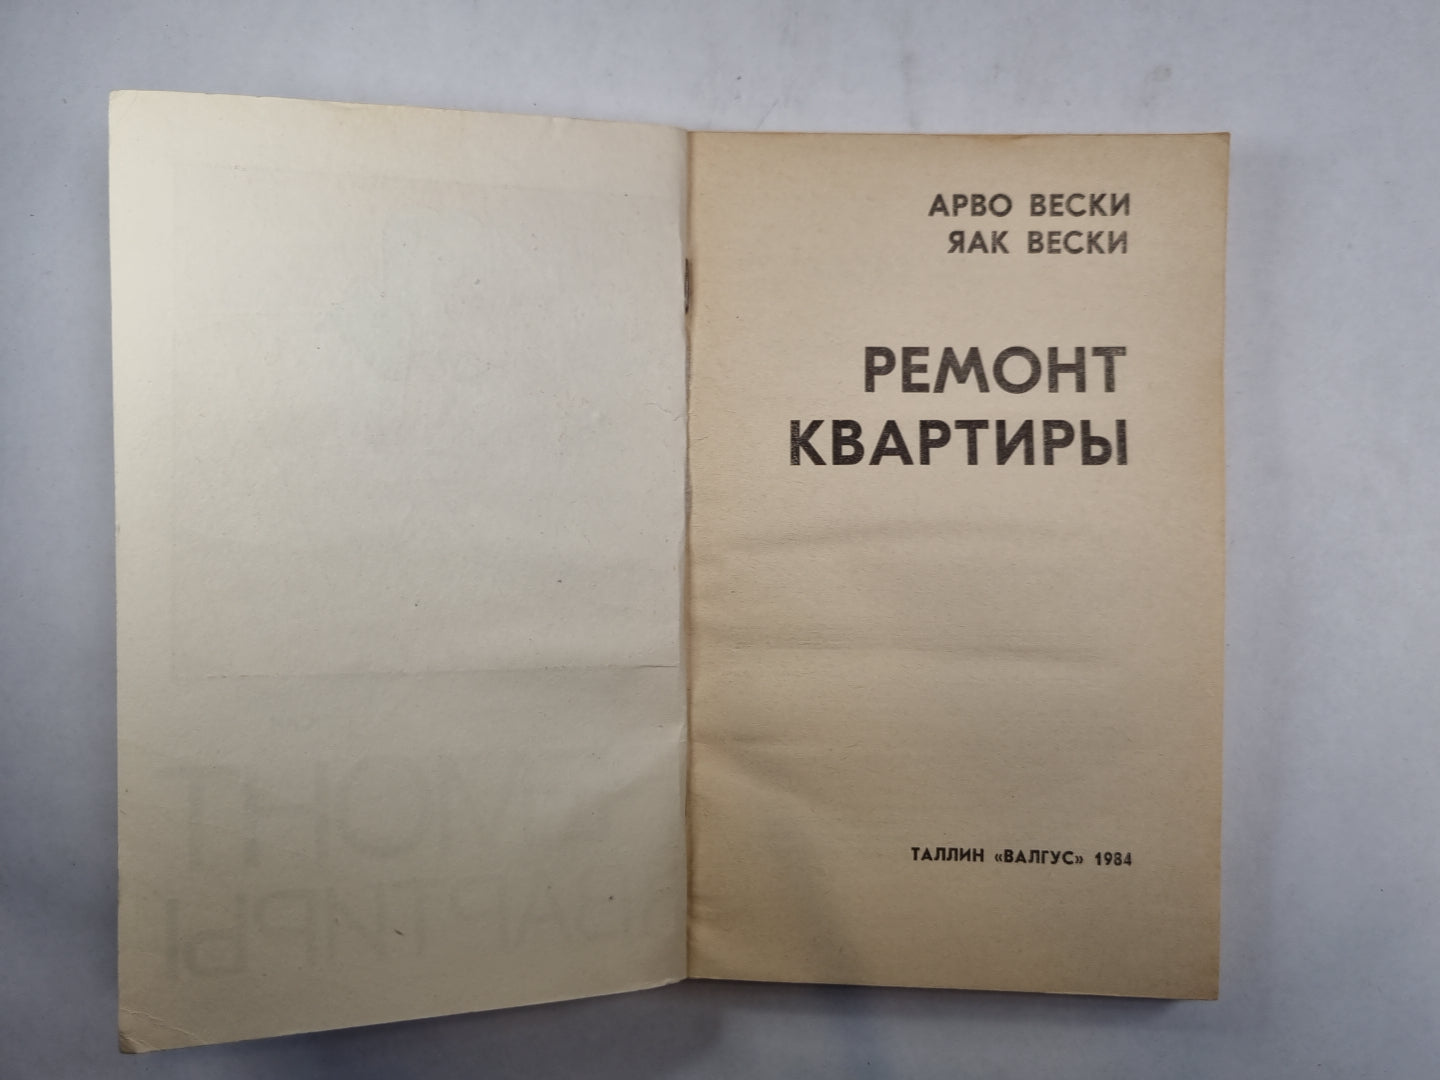 АРВО ВЕСКИ
ЯАК ВЕСКИ
РЕМОНТ
КВАРТИРЫ
ТАЛЛИН «ВАЛГУС» 1984